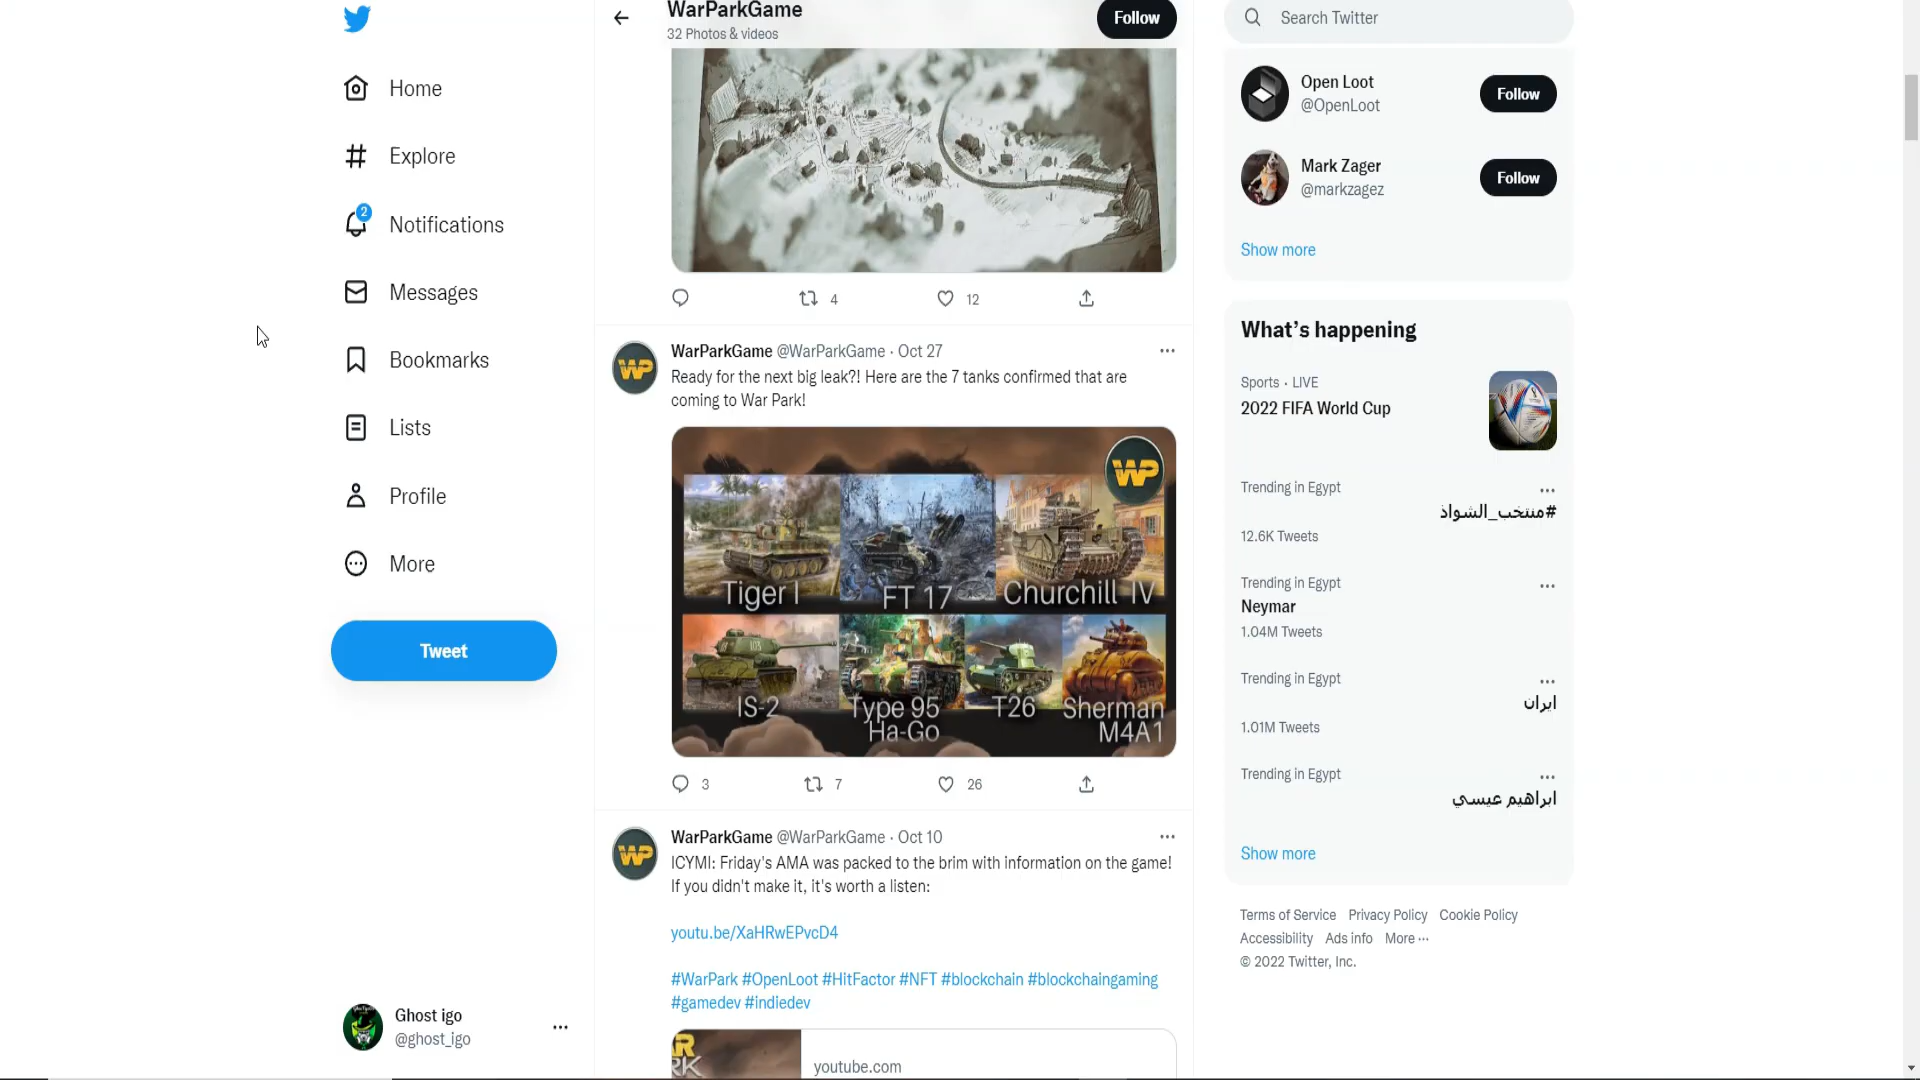 Home
Explore
2
Notifications
Messages
Bookmarks
Lists
Profile
More
Tweet
Ghost igo
@ghost_igo
WarParkGame
32 Photos & videos
Follow
4
12
WarParkGame @WarParkGame · Oct 27
Ready for the next big leak?! Here are the 7 tanks confirmed that are
coming to War Park!
WP
WP
Tiger I
FT 17
Churchill IV
IS-2
Type 95
Ha-Go
T26
Sherman
M4A1
3
7
26
WarParkGame @WarParkGame · Oct 10
WP
ICYMI: Friday's AMA was packed to the brim with information on the game!
If you didn't make it, it's worth a listen:
youtu.be/XaHRwEPvcD4
#WarPark #OpenLoot #HitFactor #NFT #blockchain #blockchaingaming
#gamedev #indiedev
youtube.com
Search Twitter
Open Loot
@OpenLoot
Follow
Mark Zager
@markzagez
Follow
Show more
What's happening
Sports · LIVE
2022 FIFA World Cup
Trending in Egypt
#منتخب_الشواذ
12.6K Tweets
Trending in Egypt
Neymar
1.04M Tweets
Trending in Egypt
ایران
1.01M Tweets
Trending in Egypt
ابراهيم عيسي
Show more
Terms of Service Privacy Policy Cookie Policy
Accessibility Ads info More ···
© 2022 Twitter, Inc.